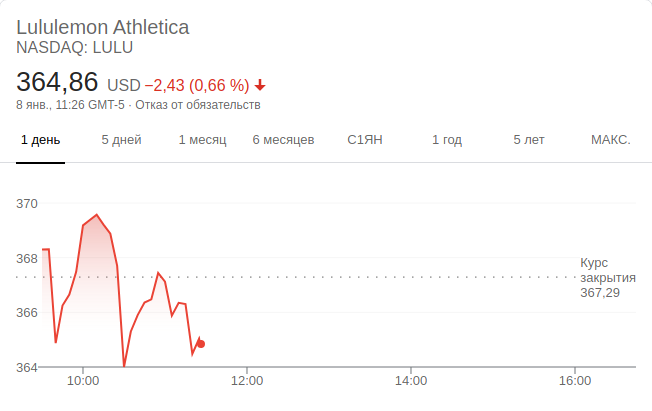 Lululemon Athletica
NASDAQ: LULU
364,86 USD −2,43 (0,66 %)
8 янв., 11:26 GMT-5 · Отказ от обязательств
1 день 5 дней 1 месяц 6 месяцев С1ЯН 1 год 5 лет МАКС.
370
368
Курс
закрытия
367,29
366
364
10:00 12:00 14:00 16:00